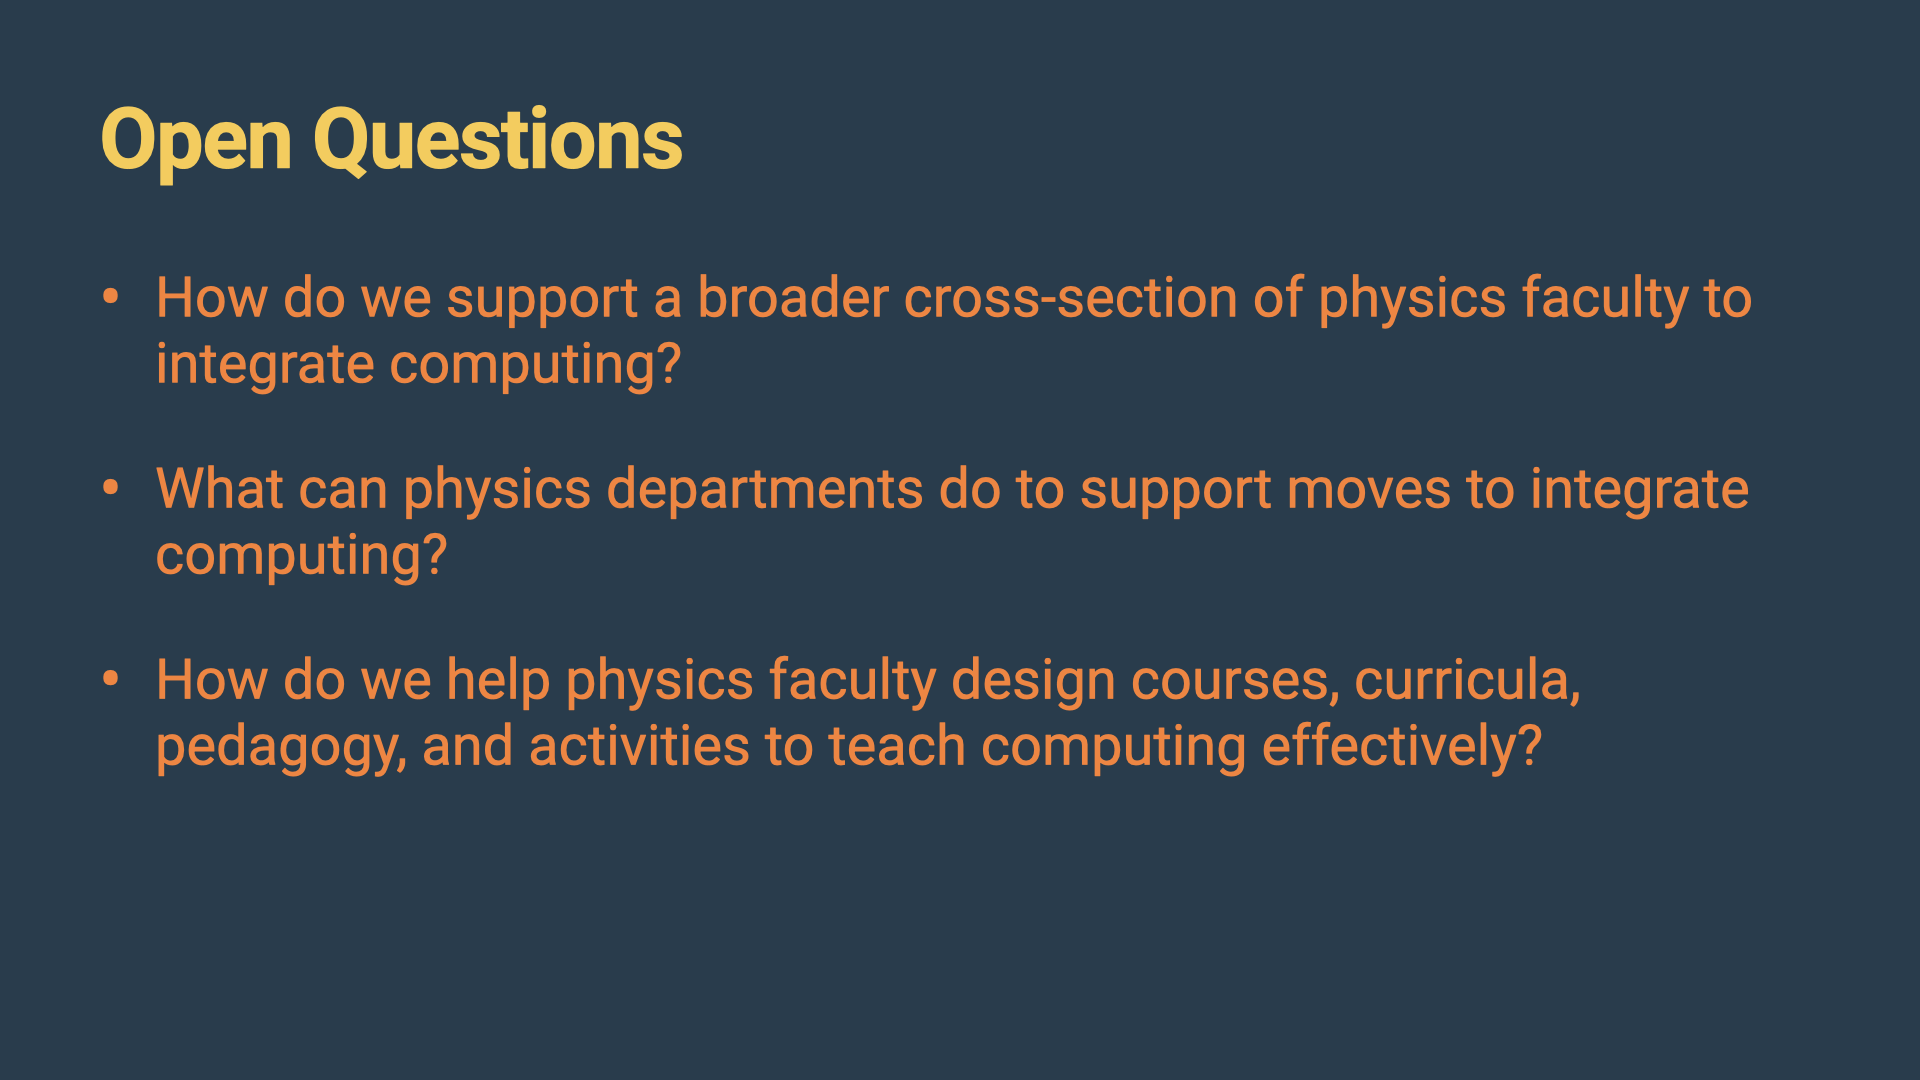 Open Questions
• How do we support a broader cross-section of physics faculty to
integrate computing?
• What can physics departments do to support moves to integrate
computing?
• How do we help physics faculty design courses, curricula,
pedagogy, and activities to teach computing effectively?